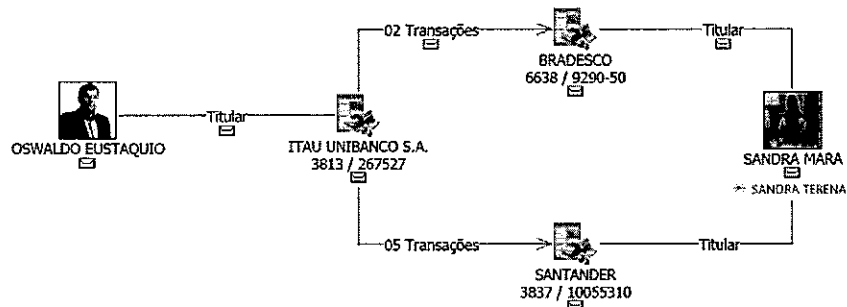 02 Transações
BRADESCO
6638 / 9290-50
Titular
OSWALDO EUSTAQUIO
Titular
ITAU UNIBANCO S.A.
3813 / 267527
SANDRA MARA
SANDRA TERENA
05 Transações
SANTANDER
3837 / 10055310
Titular